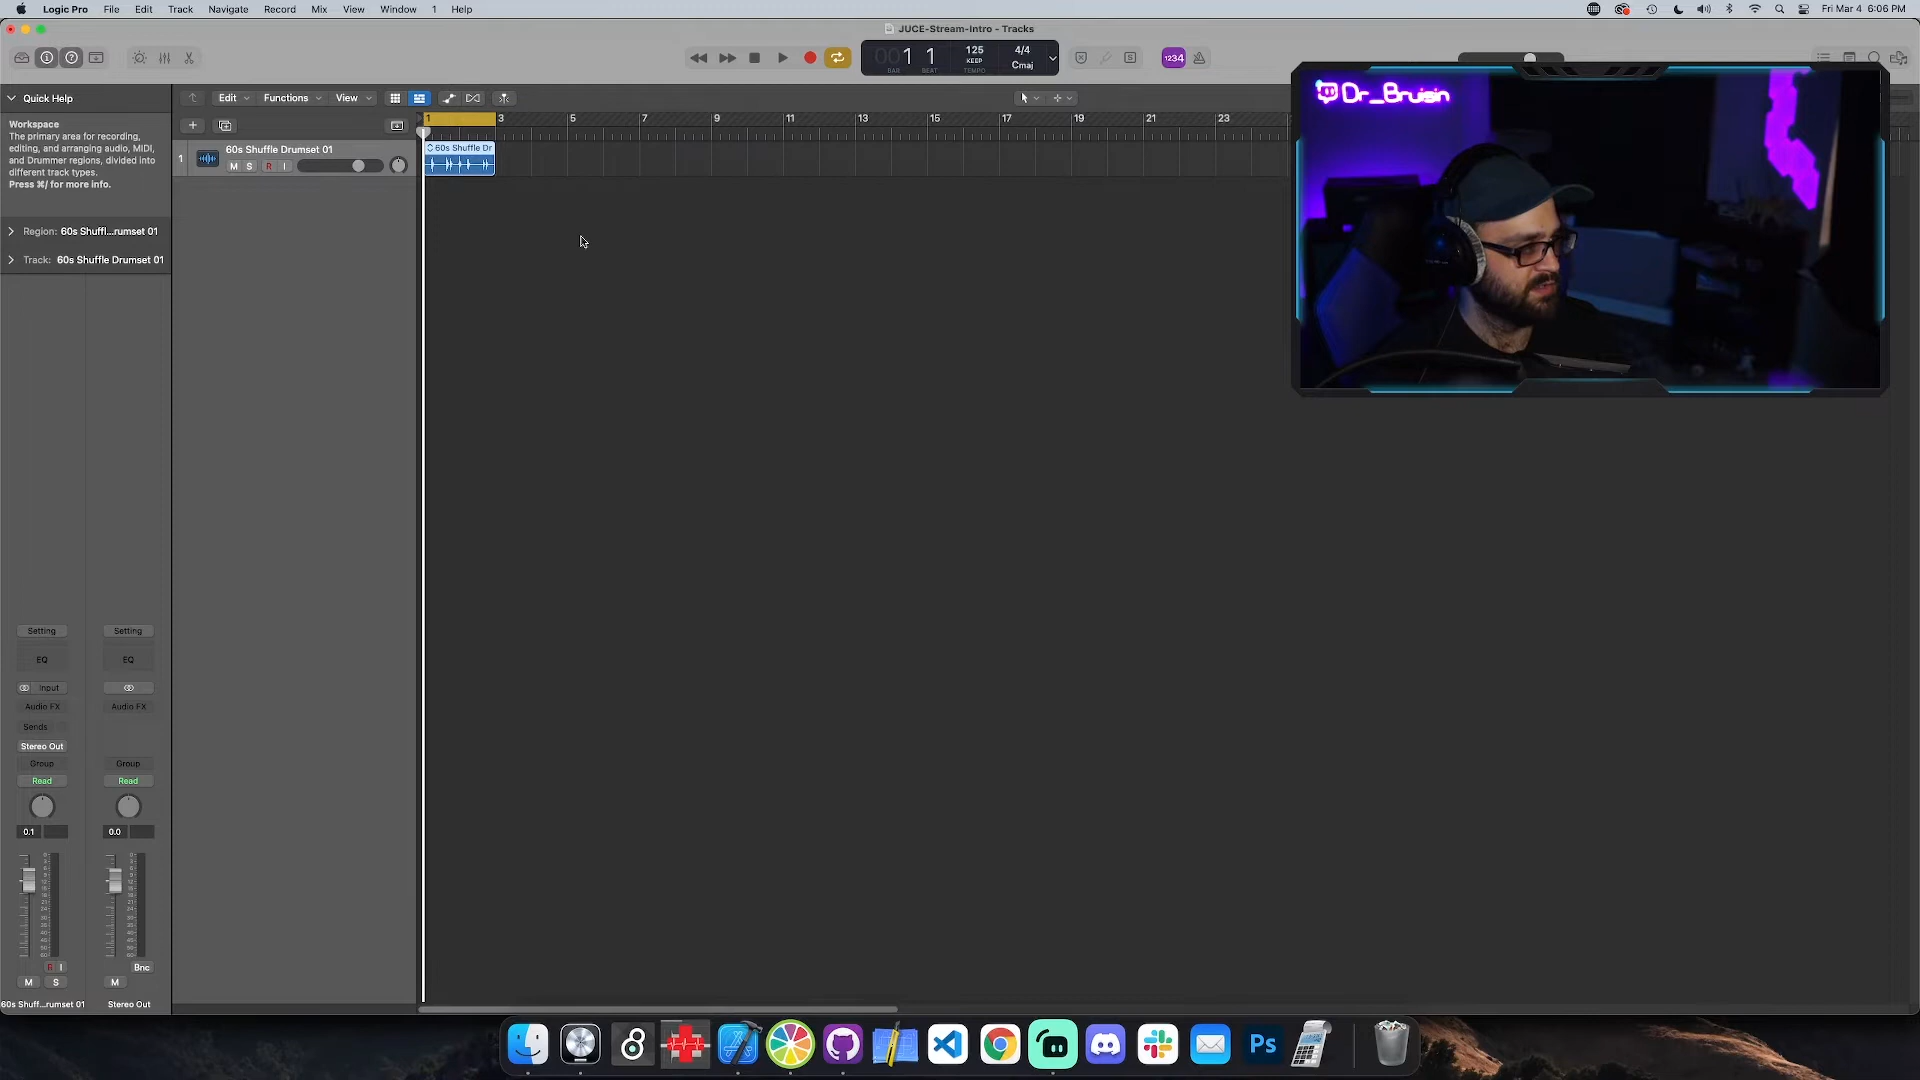 Logic Pro File Edit Track Navigate Record Mix View Window 1 Help
Fri Mar 4 6:06 PM
JUCE-Stream-Intro - Tracks
001 1
BAR BEAT
125
KEEP
TEMPO
4/4
Cmaj
S
1234
Quick Help
Edit Functions View
Workspace
The primary area for recording,
editing, and arranging audio, MIDI,
and Drummer regions, divided into
different track types.
Press ⌘/ for more info.
1 3 5 7 9 11 13 15 17 19 21 23
1
60s Shuffle Drumset 01
M S R I
60s Shuffle Dr
Region: 60s Shuffl...rumset 01
Track: 60s Shuffle Drumset 01
Dr_Bruisin
Setting Setting
EQ EQ
Input
Audio FX Audio FX
Sends
Stereo Out
Group Group
Read Read
0.1 0.0
R I Bnc
M S M
60s Shuff...rumset 01 Stereo Out
Ps